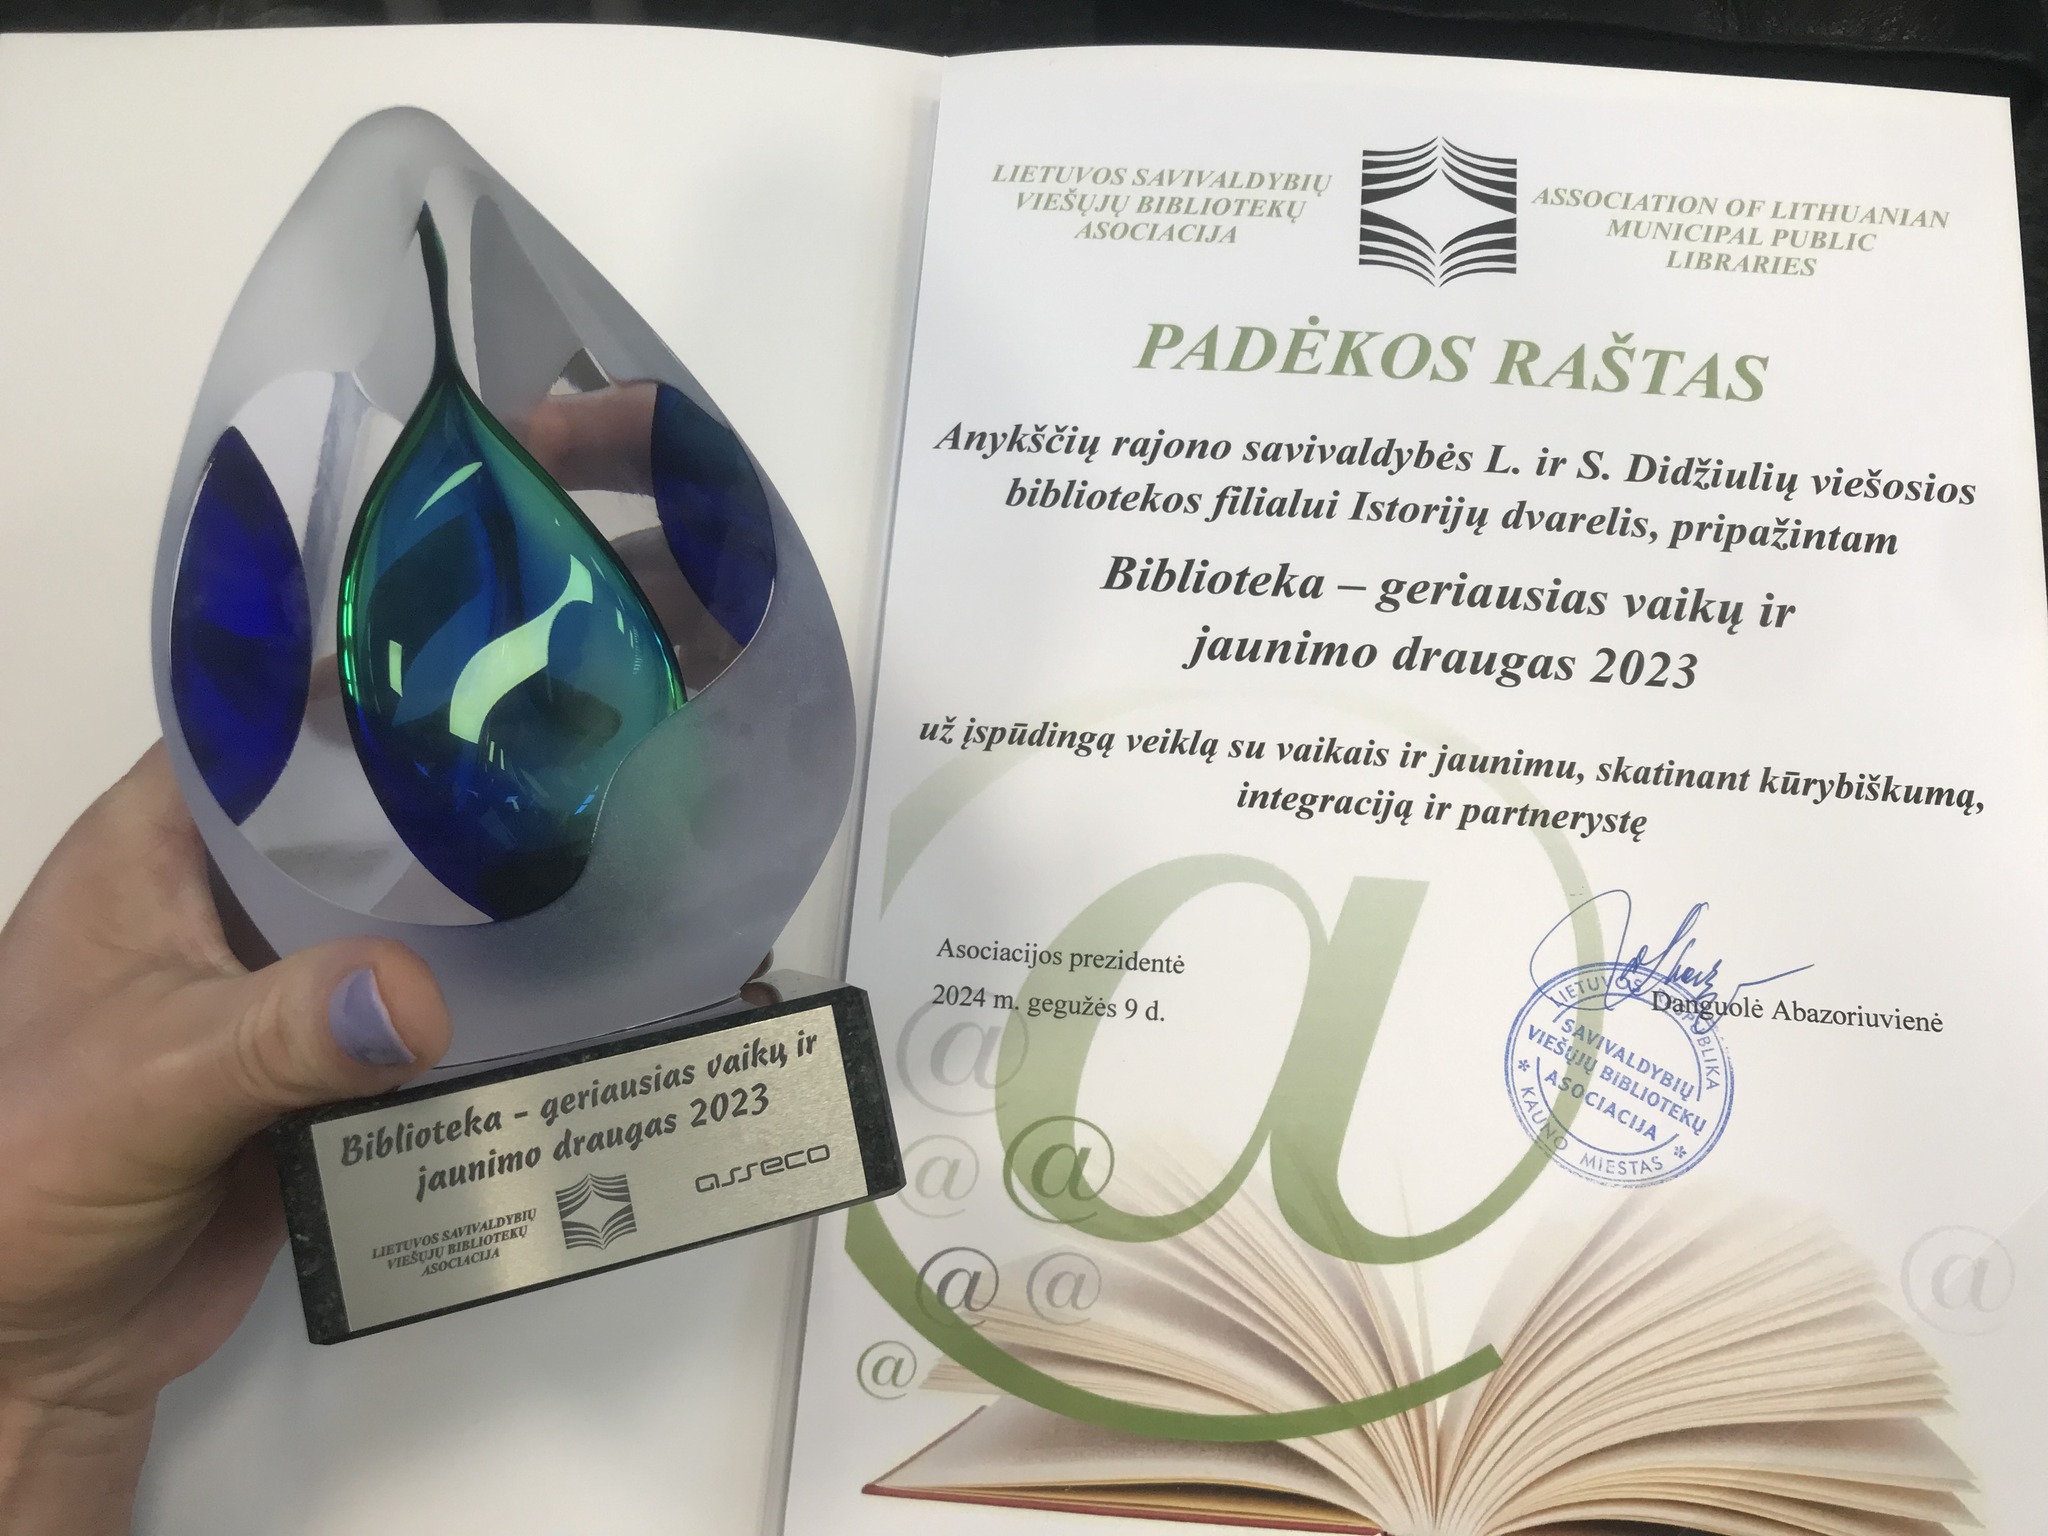 Biblioteka – geriausias vaikų ir
jaunimo draugas 2023
LIETUVOS SAVIVALDYBIŲ
VIEŠŲJŲ BIBLIOTEKŲ
ASOCIACIJA
asseco
LIETUVOS SAVIVALDYBIŲ
VIEŠŲJŲ BIBLIOTEKŲ
ASOCIACIJA
ASSOCIATION OF LITHUANIAN
MUNICIPAL PUBLIC
LIBRARIES
PADĖKOS RAŠTAS
Anykščių rajono savivaldybės L. ir S. Didžiulių viešosios
bibliotekos filialui Istorijų dvarelis, pripažintam
Biblioteka – geriausias vaikų ir
jaunimo draugas 2023
už įspūdingą veiklą su vaikais ir jaunimu, skatinant kūrybiškumą,
integraciją ir partnerystę
Asociacijos prezidentė
2024 m. gegužės 9 d.
Danguolė Abazoriuvienė
LIETUVOS RESPUBLIKA
SAVIVALDYBIŲ
VIEŠŲJŲ BIBLIOTEKŲ
ASOCIACIJA
* KAUNO MIESTAS *
@
@
@
@
@
@
@
@